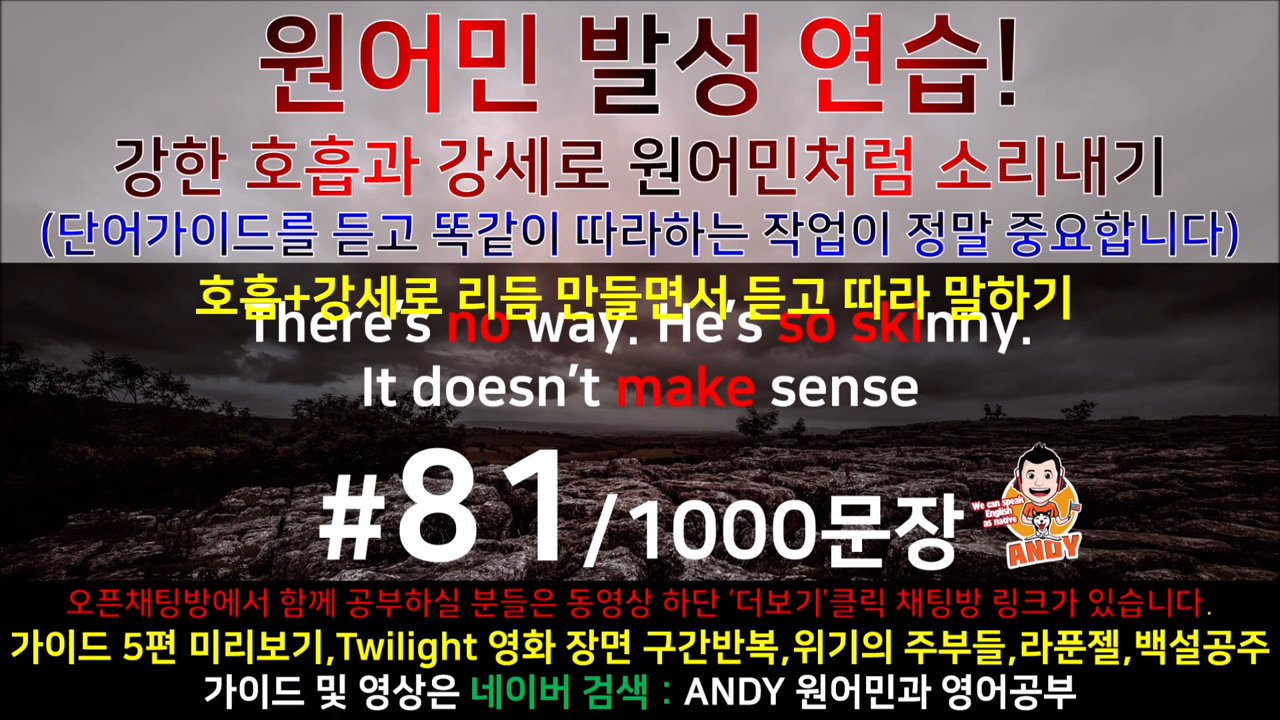 원어민 발성 연습!
강한 호흡과 강세로 원어민처럼 소리내기
(단어가이드를 듣고 똑같이 따라하는 작업이 정말 중요합니다)
호흡+강세로 리듬 만들면서 듣고 따라 말하기
There's no way. He's so skinny.
It doesn't make sense
#81/1000문장
We can speak
English
as native
ANDY
오픈채팅방에서 함께 공부하실 분들은 동영상 하단 '더보기'클릭 채팅방 링크가 있습니다.
가이드 5편 미리보기,Twilight 영화 장면 구간반복,위기의 주부들,라푼젤,백설공주
가이드 및 영상은 네이버 검색 : ANDY 원어민과 영어공부